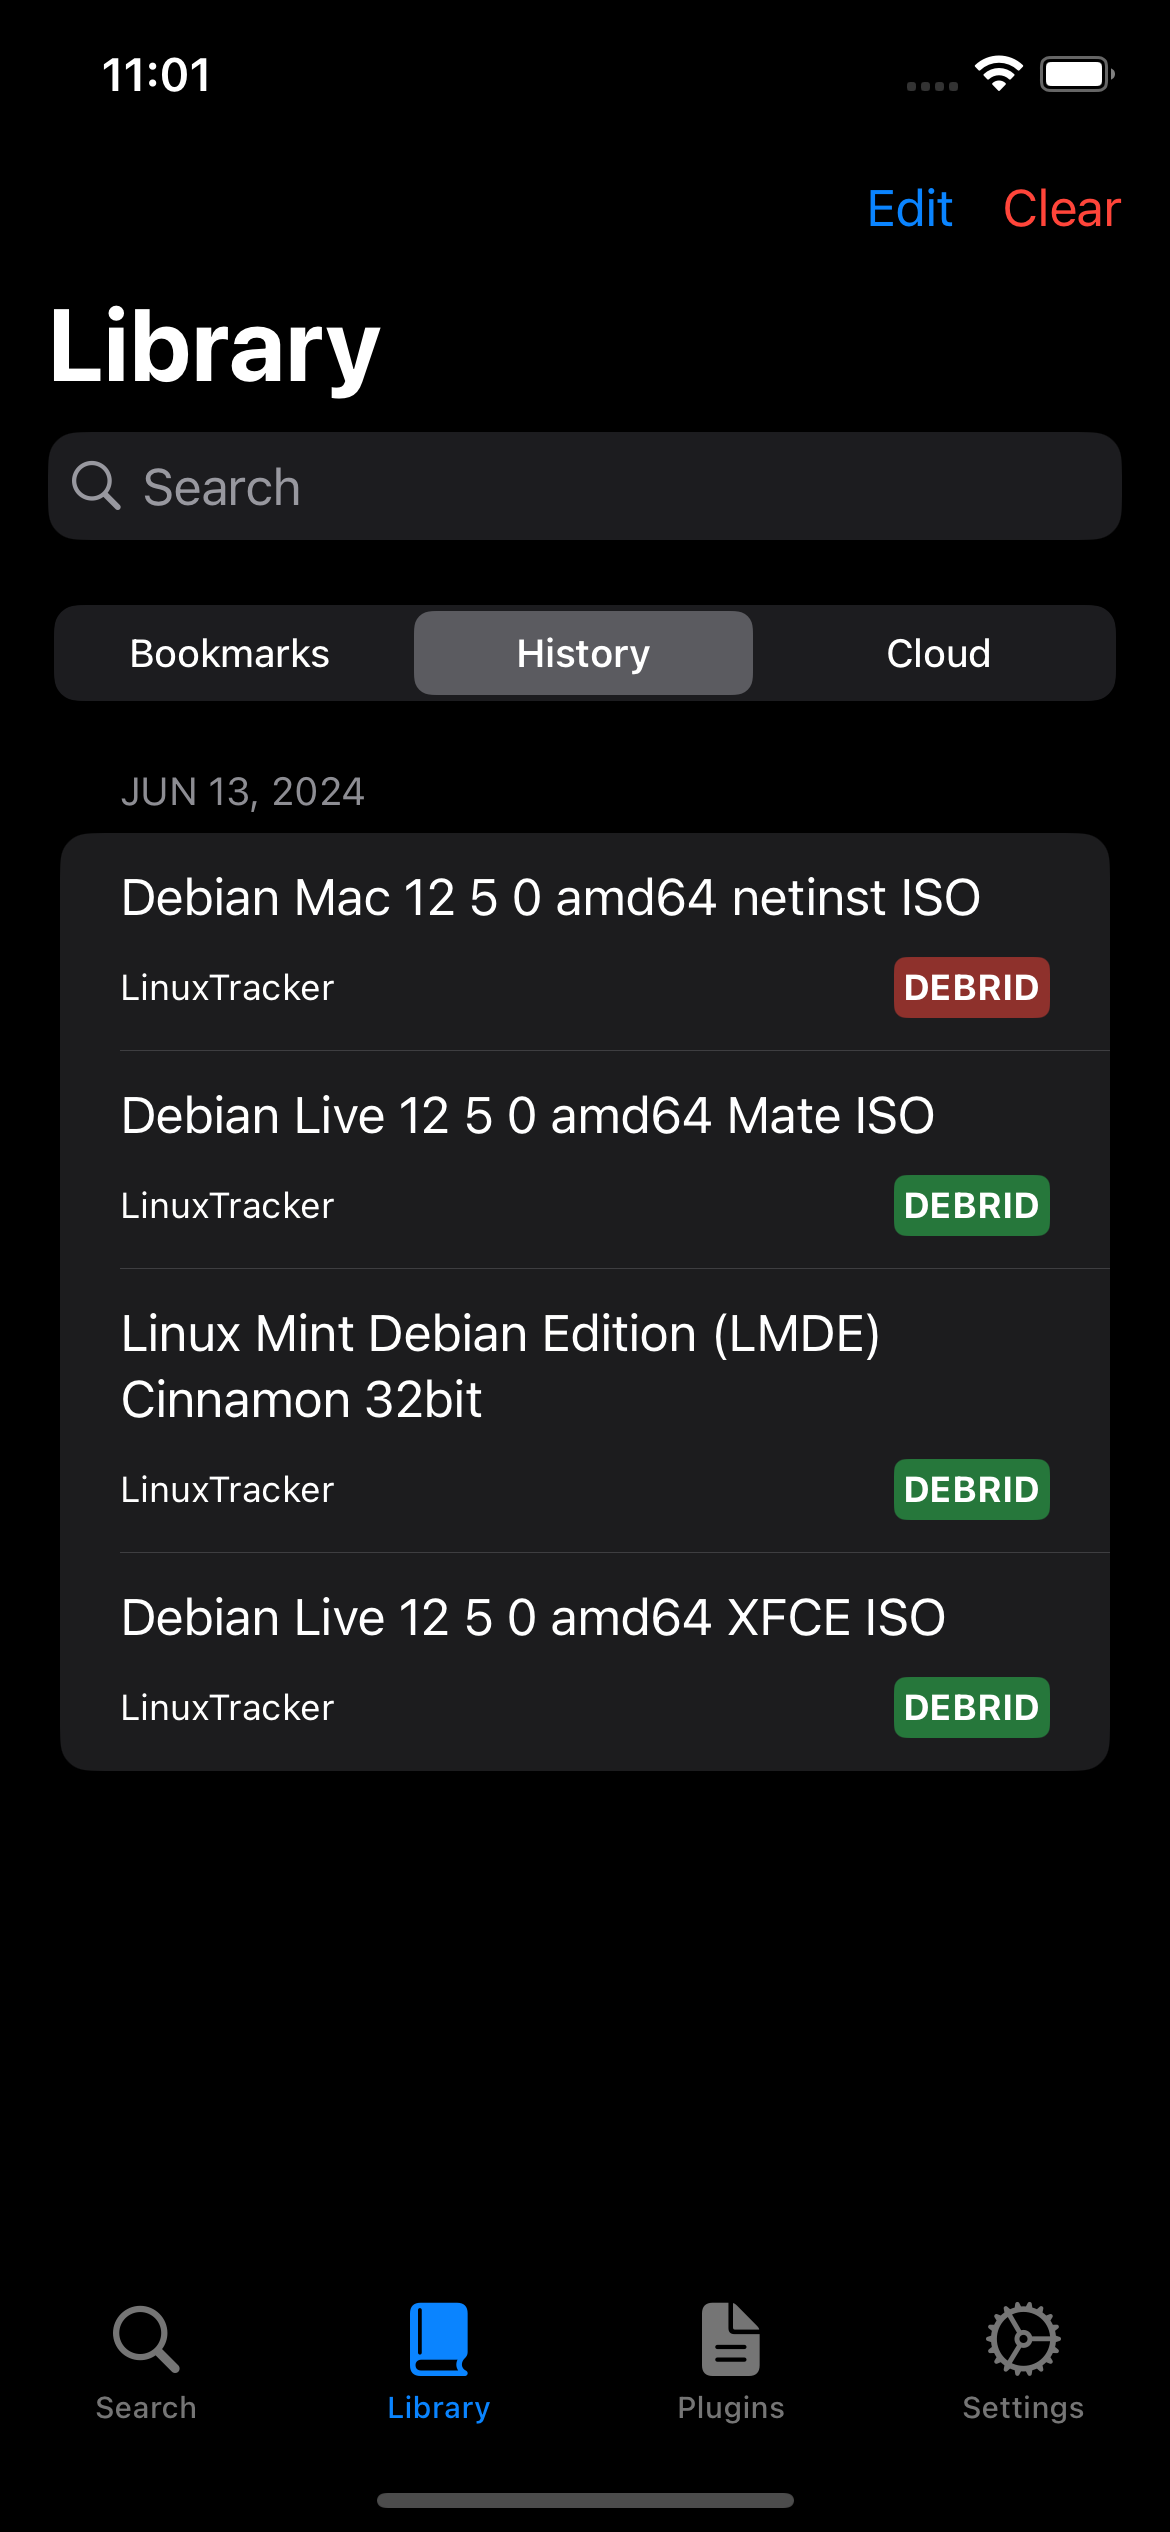 11:01
Edit Clear
Library
Search
Bookmarks History Cloud
JUN 13, 2024
Debian Mac 12 5 0 amd64 netinst ISO
LinuxTracker DEBRID
Debian Live 12 5 0 amd64 Mate ISO
LinuxTracker DEBRID
Linux Mint Debian Edition (LMDE)
Cinnamon 32bit
LinuxTracker DEBRID
Debian Live 12 5 0 amd64 XFCE ISO
LinuxTracker DEBRID
Search Library Plugins Settings